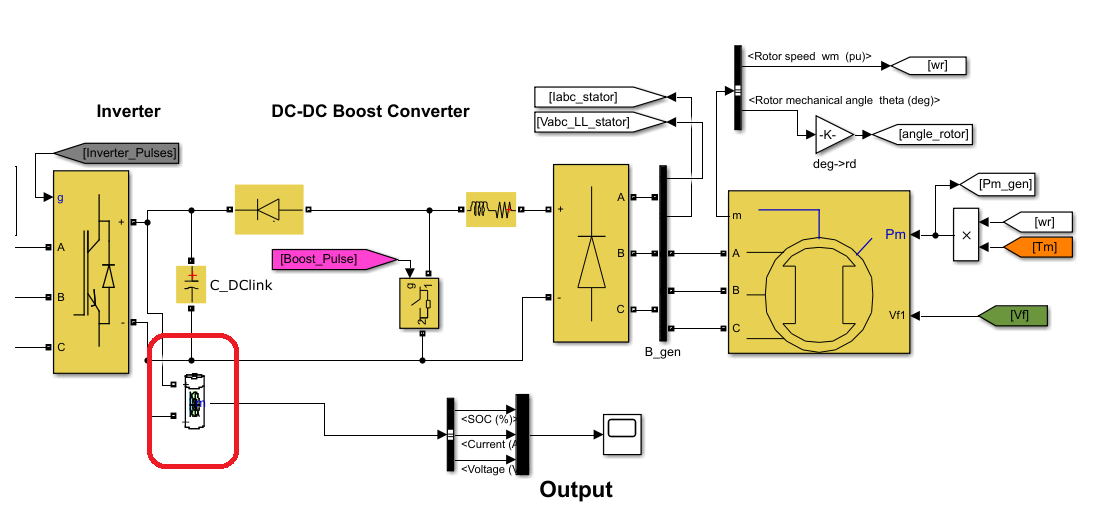 <Rotor speed wm (pu)>
[wr]
[Iabc_stator]
<Rotor mechanical angle theta (deg)>
Inverter
DC-DC Boost Converter
[Vabc_LL_stator]
-K-
[angle_rotor]
[Inverter_Pulses]
deg->rd
[Pm_gen]
g
+
+
A
m
[wr]
Pm
×
[Tm]
A
[Boost_Pulse]
B
A
C_DClink
g
1
B
B
-
C
Vf1
[Vf]
-
2
C
C
B_gen
m
<SOC (%)>
<Current (A
<Voltage (V
Output